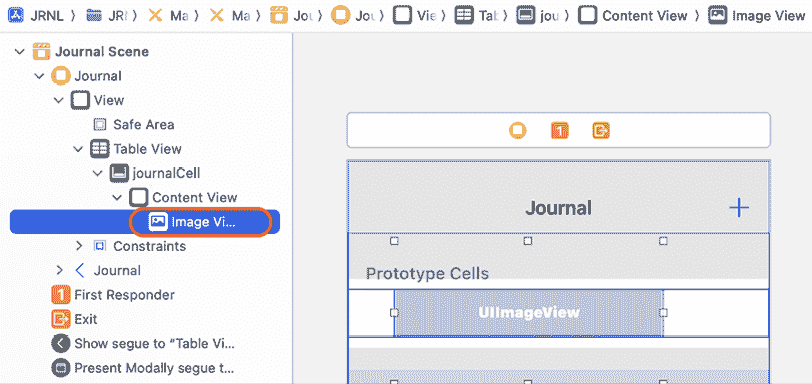 JRNL 〉 JRN 〉 Ma 〉 Ma 〉 Jou 〉 Jou 〉 Vie 〉 Tab 〉 jou 〉 Content View 〉 Image View
Journal Scene
Journal
View
Safe Area
Table View
journalCell
Content View
Image Vi...
Constraints
Journal
1 First Responder
Exit
Show segue to “Table Vi...
Present Modally segue t...
1
Journal +
Prototype Cells
UIImageView